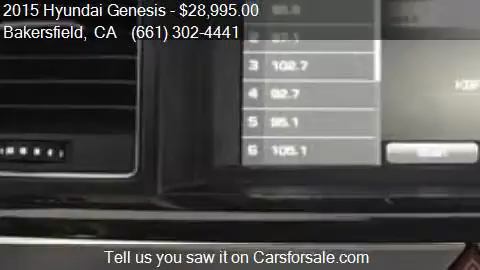 2015 Hyundai Genesis - $28,995.00
Bakersfield, CA (661) 302-4441
2
3 102.7
4 92.7
5 95.1
6 105.1
Tell us you saw it on Carsforsale.com